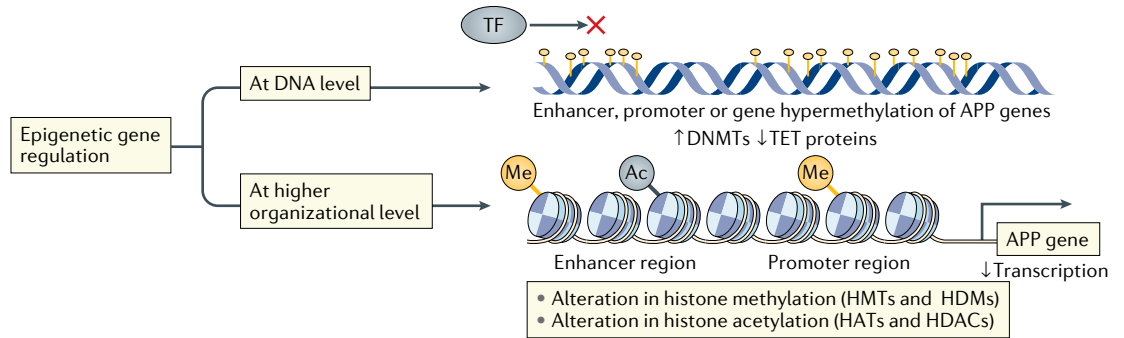 TF
At DNA level
Enhancer, promoter or gene hypermethylation of APP genes
↑DNMTs ↓TET proteins
Epigenetic gene
regulation
At higher
organizational level
Me
Ac
Me
Enhancer region
Promoter region
APP gene
↓Transcription
• Alteration in histone methylation (HMTs and HDMs)
• Alteration in histone acetylation (HATs and HDACs)